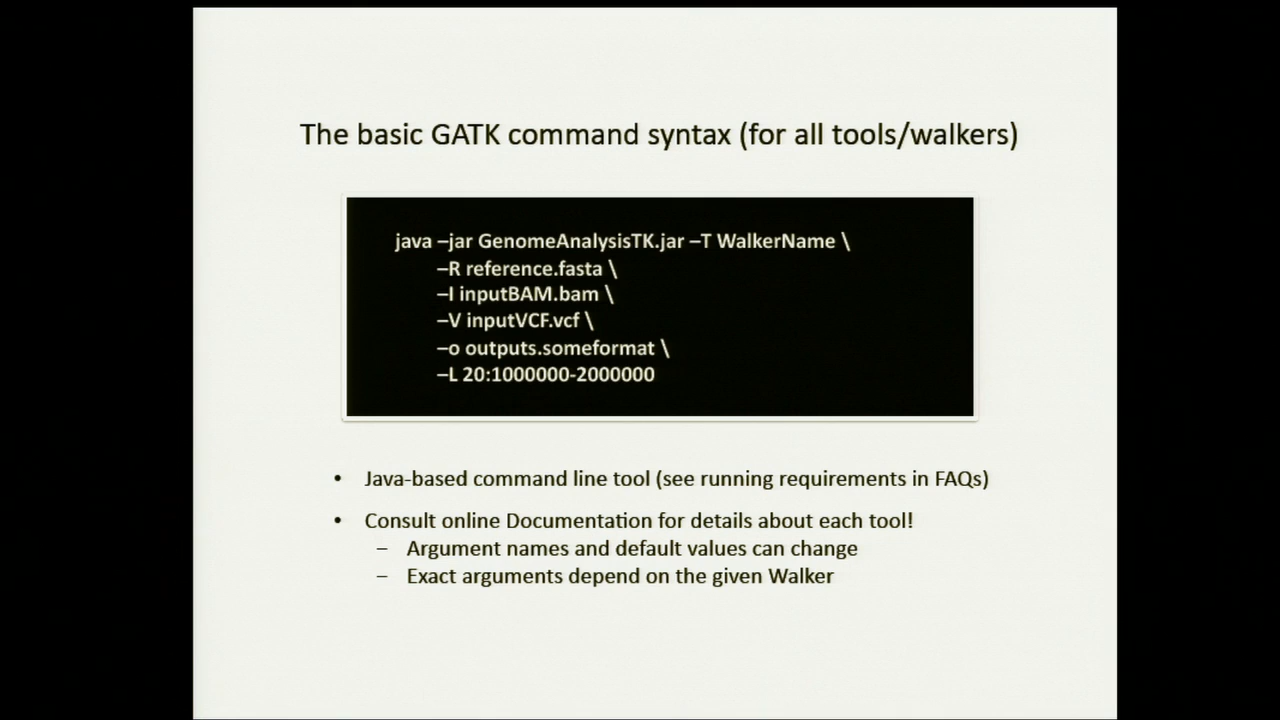 The basic GATK command syntax (for all tools/walkers)
java –jar GenomeAnalysisTK.jar –T WalkerName \
–R reference.fasta \
–I inputBAM.bam \
–V inputVCF.vcf \
–o outputs.someformat \
–L 20:1000000-2000000
• Java-based command line tool (see running requirements in FAQs)
• Consult online Documentation for details about each tool!
– Argument names and default values can change
– Exact arguments depend on the given Walker